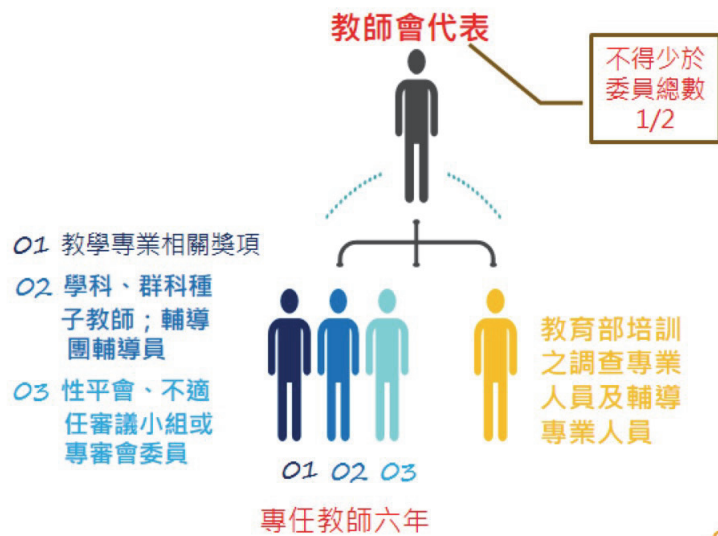 教師會代表
不得少於
委員總數
1/2
01 教學專業相關獎項
02 學科、群科種
子教師；輔導
團輔導員
03 性平會、不適
任審議小組或
專審會委員
教育部培訓
之調查專業
人員及輔導
專業人員
01 02 03
專任教師六年